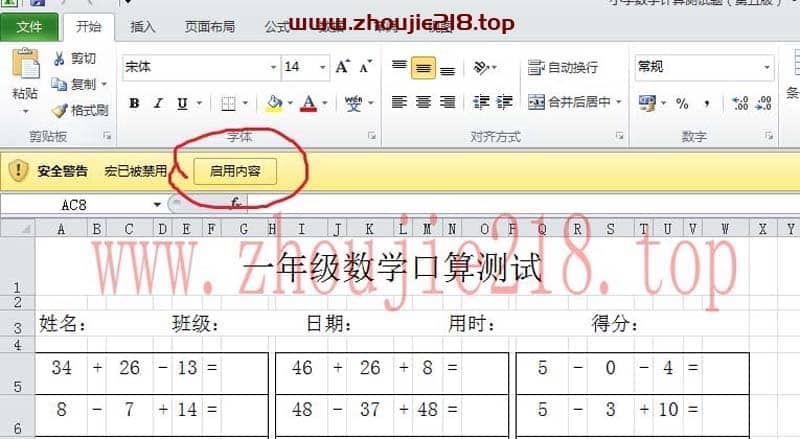 小学数学计算测试题（第五版）
www.zhoujie218.top
文件 开始 插入 页面布局 公式
粘贴 剪切 宋体 14 自动换行 常规
复制
格式刷 B I U 合并后居中 %
剪贴板 字体 对齐方式 数字
安全警告 宏已被禁用 启用内容
AC8 fx
A B C D E F G H I J K L M N O P Q R S T U V W X Y
www.zhoujie218.top
1 一年级数学口算测试
2
3 姓名： 班级： 日期： 用时： 得分：
4
5 34 + 26 - 13 = 46 + 26 + 8 = 5 - 0 - 4 =
6 8 - 7 + 14 = 48 - 37 + 48 = 5 - 3 + 10 =